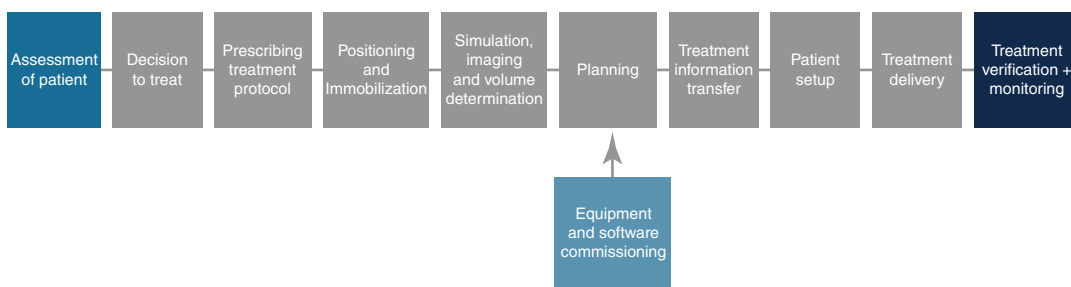 Assessment
of patient
Decision
to treat
Prescribing
treatment
protocol
Positioning
and
Immobilization
Simulation,
imaging
and volume
determination
Planning
Treatment
information
transfer
Patient
setup
Treatment
delivery
Treatment
verification +
monitoring
Equipment
and software
commissioning